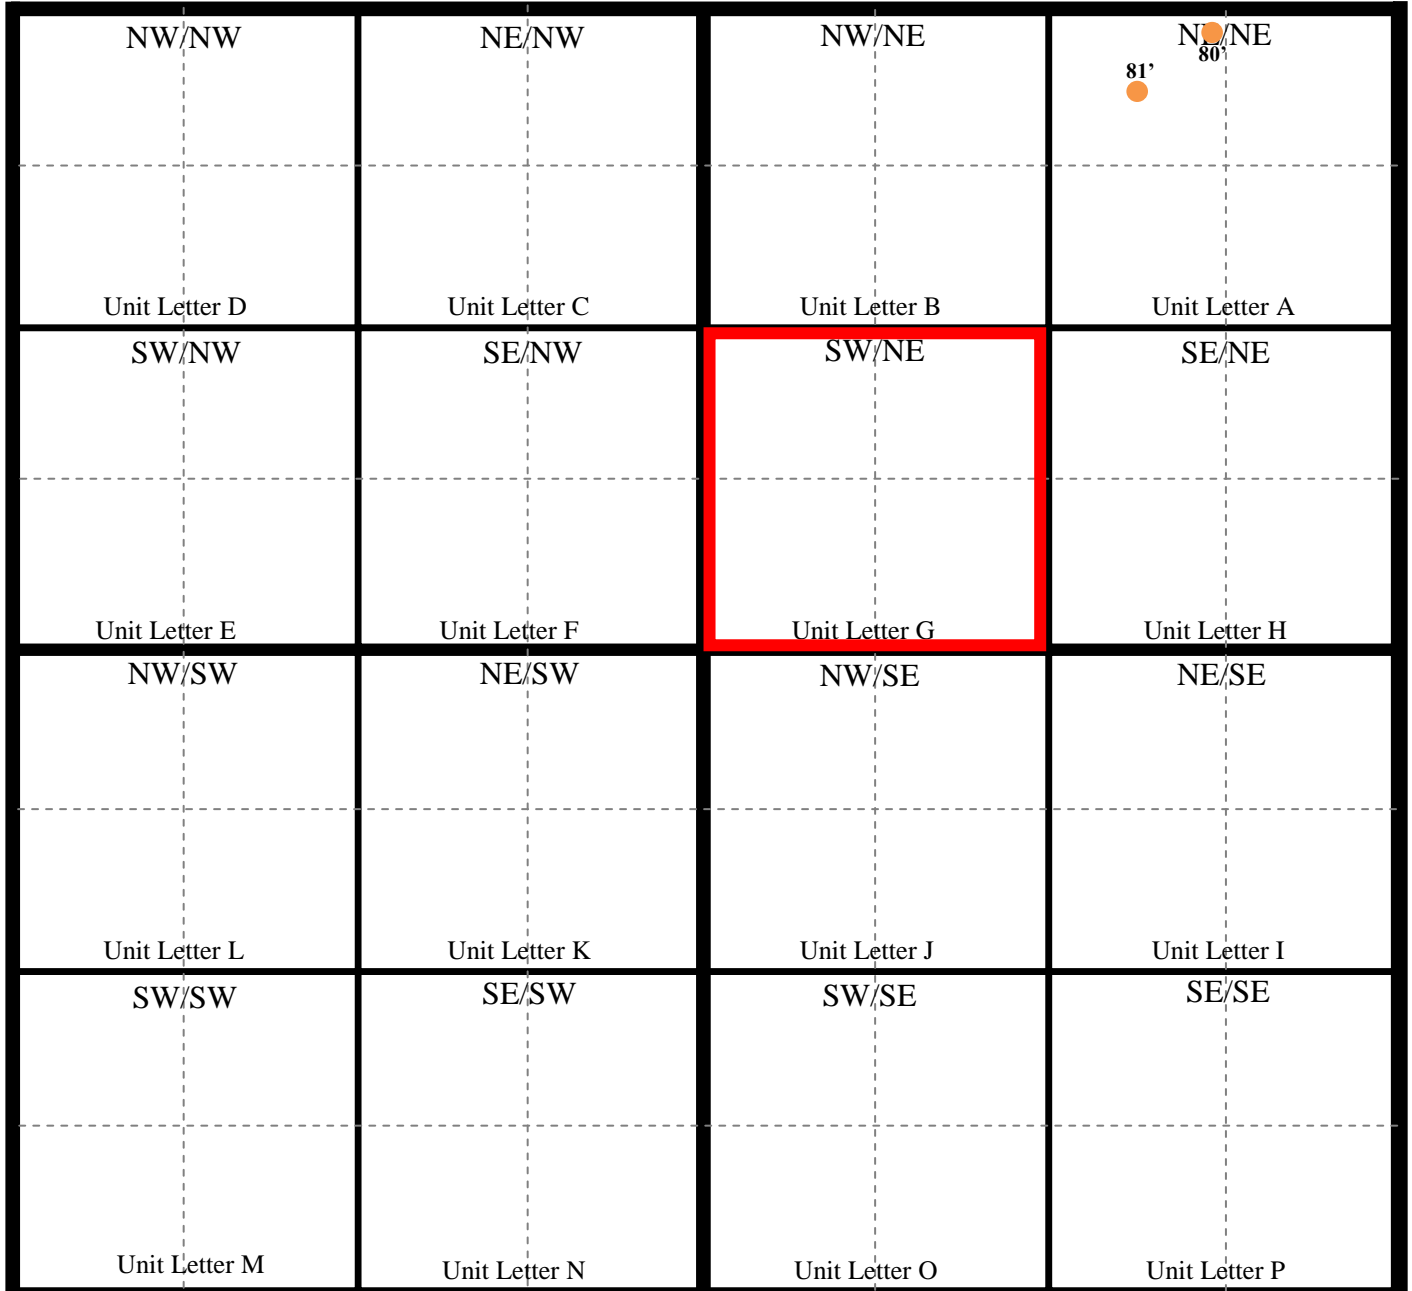 NW/NW
NE/NW
NW/NE
NE/NE
80’
81’
Unit Letter D
Unit Letter C
Unit Letter B
Unit Letter A
SW/NW
SE/NW
SW/NE
SE/NE
Unit Letter E
Unit Letter F
Unit Letter G
Unit Letter H
NW/SW
NE/SW
NW/SE
NE/SE
Unit Letter L
Unit Letter K
Unit Letter J
Unit Letter I
SW/SW
SE/SW
SW/SE
SE/SE
Unit Letter M
Unit Letter N
Unit Letter O
Unit Letter P